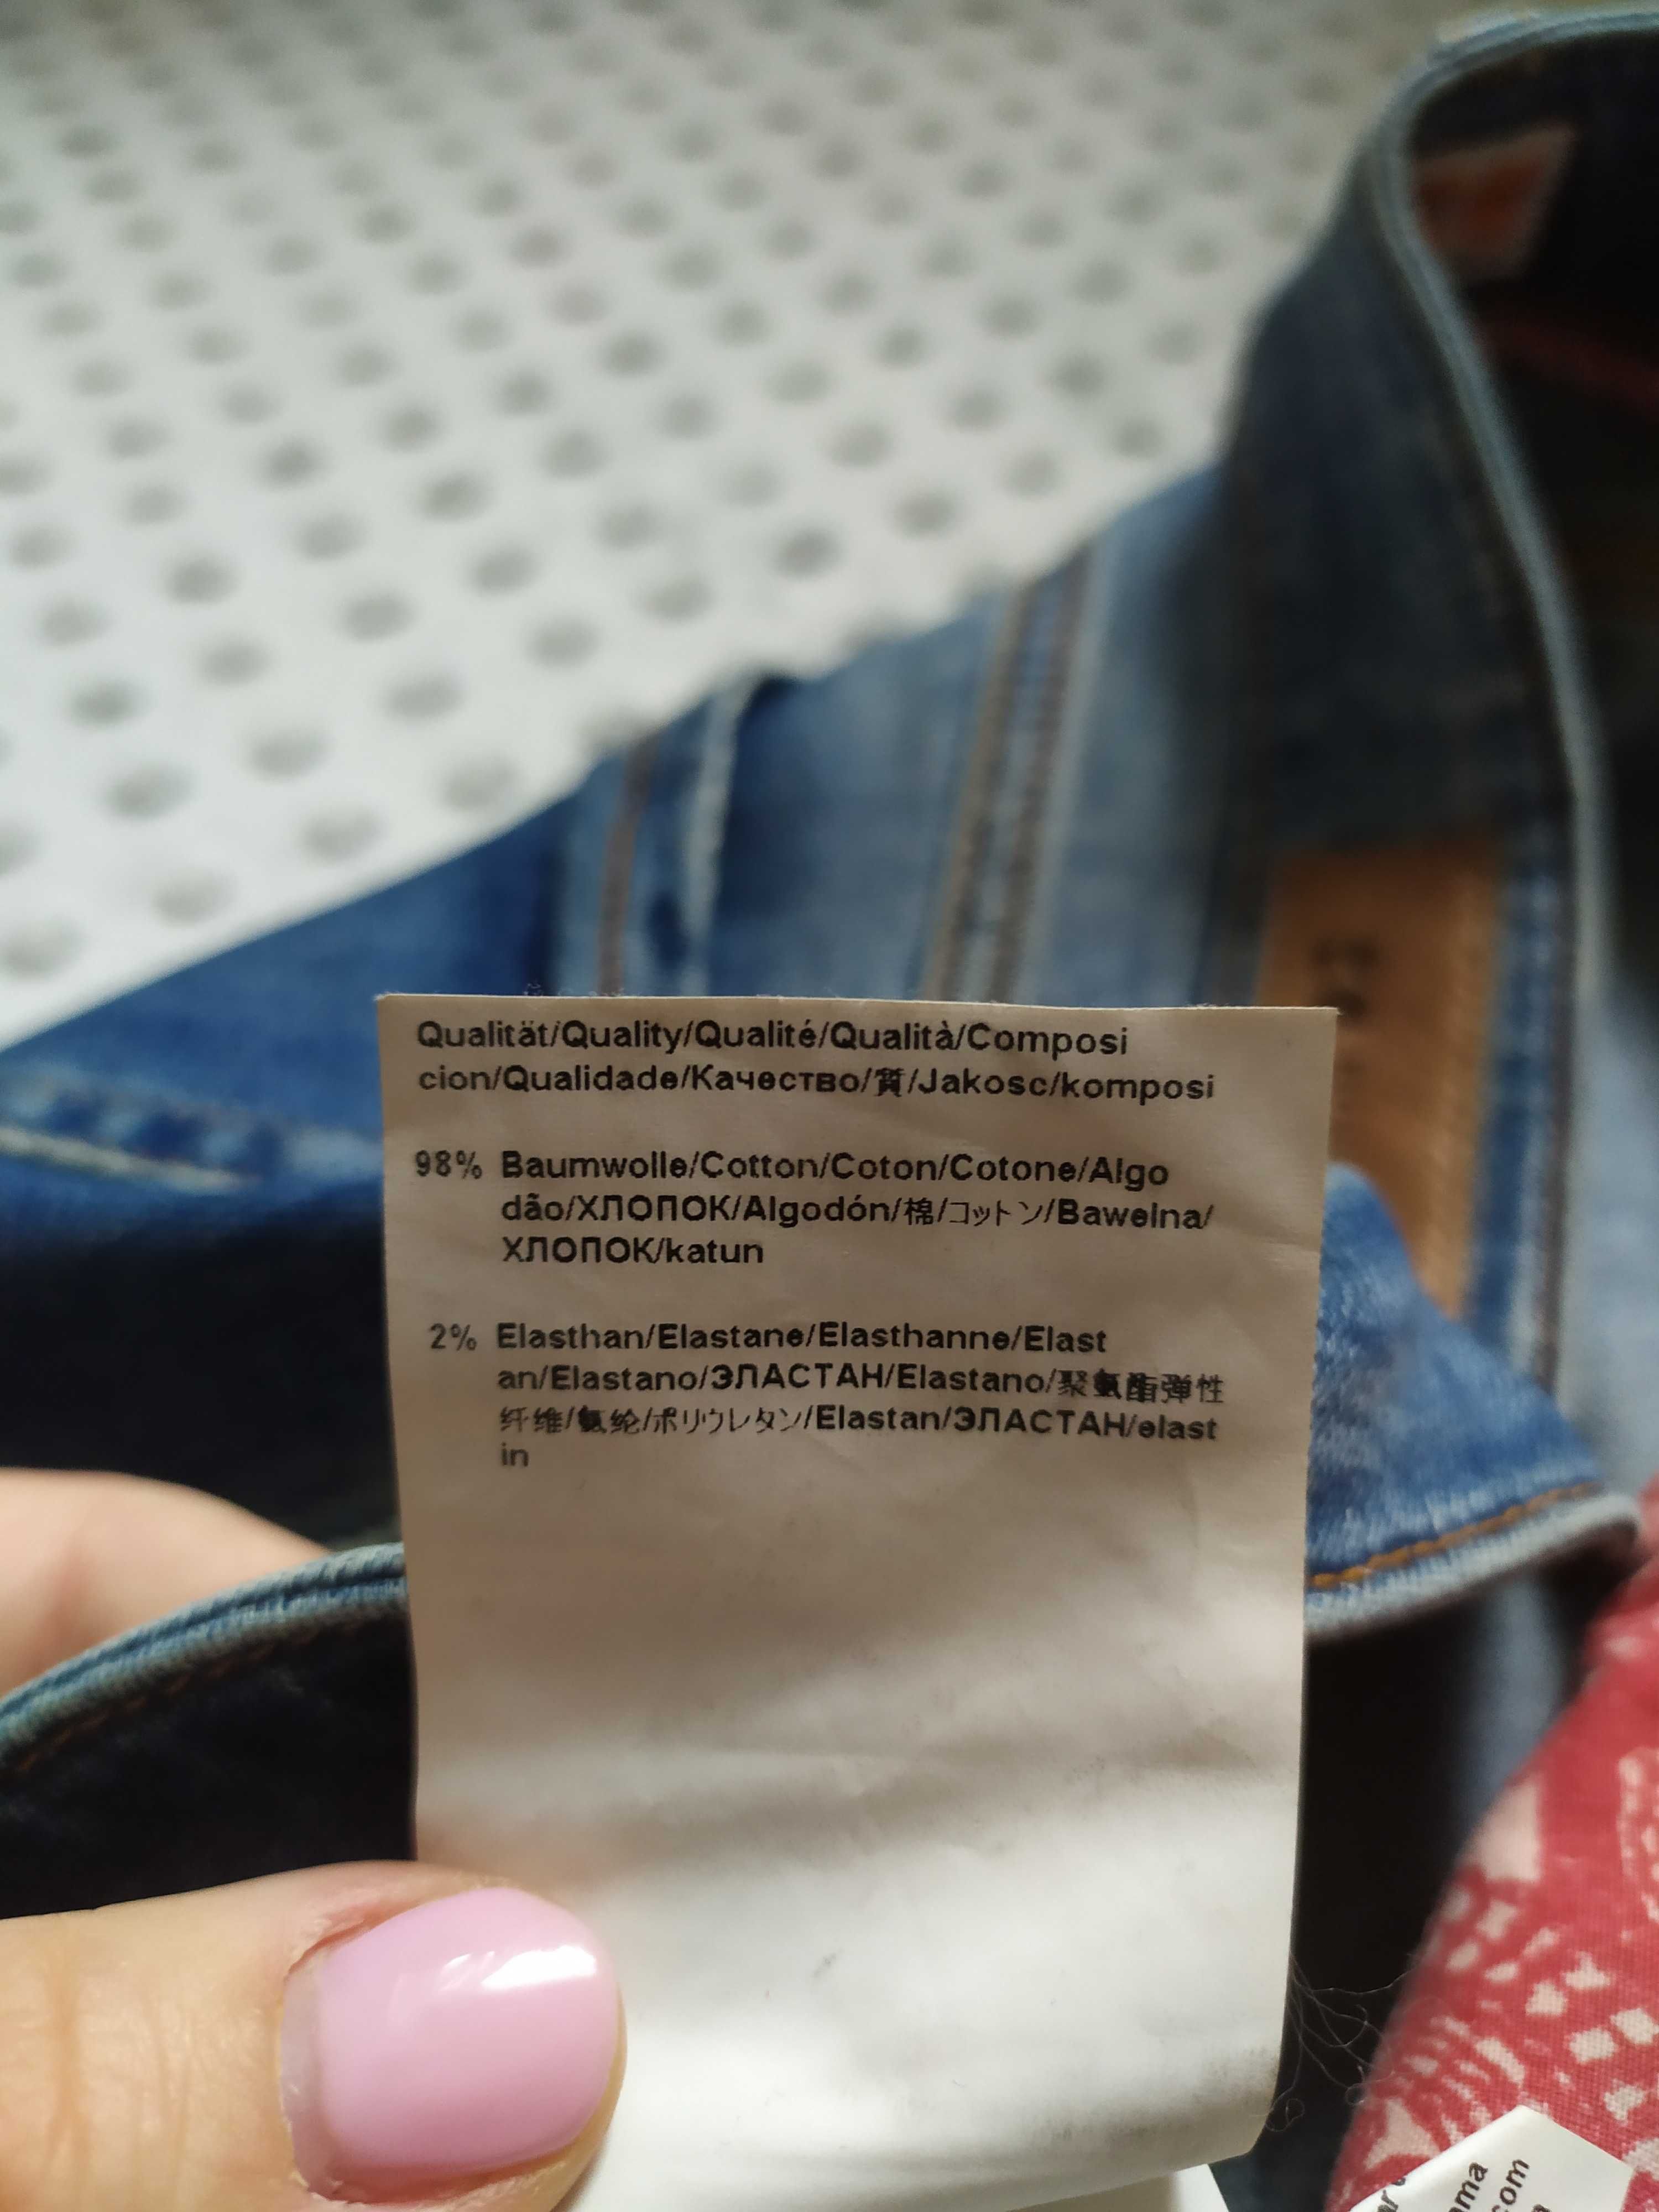 Qualität/Quality/Qualité/Qualità/Composi
cion/Qualidade/Качество/質/Jakosc/komposi
98% Baumwolle/Cotton/Coton/Cotone/Algo
dão/ХЛОПОК/Algodón/棉/コットン/Bawelna/
ХЛОПОК/katun
2% Elasthan/Elastane/Elasthanne/Elast
an/Elastano/ЭЛАСТАН/Elastano/聚氨酯弹性
纤维/氨纶/ポリウレタン/Elastan/ЭЛАСТАН/elast
in